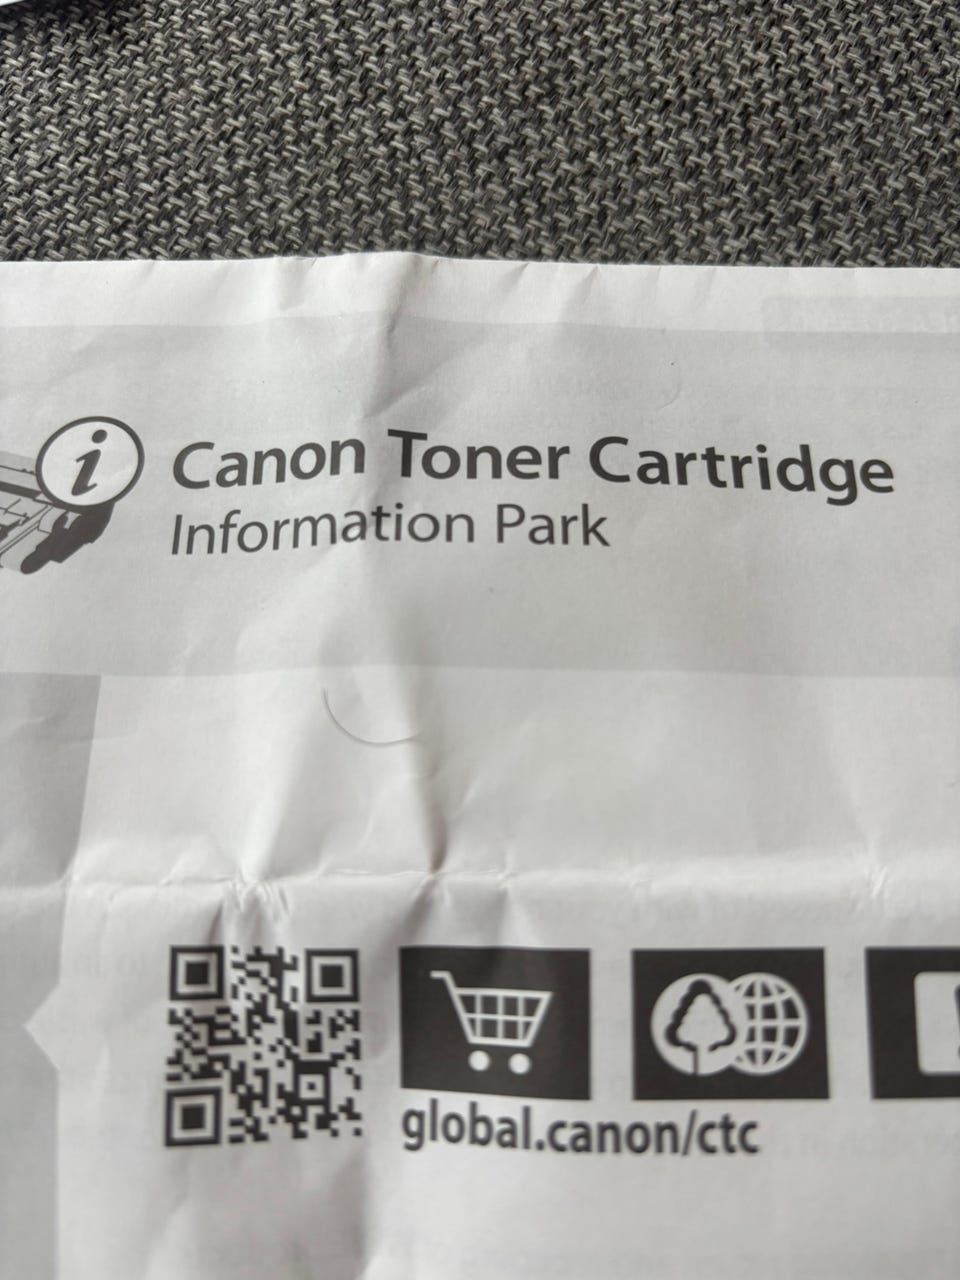 i
Canon Toner Cartridge
Information Park
global.canon/ctc